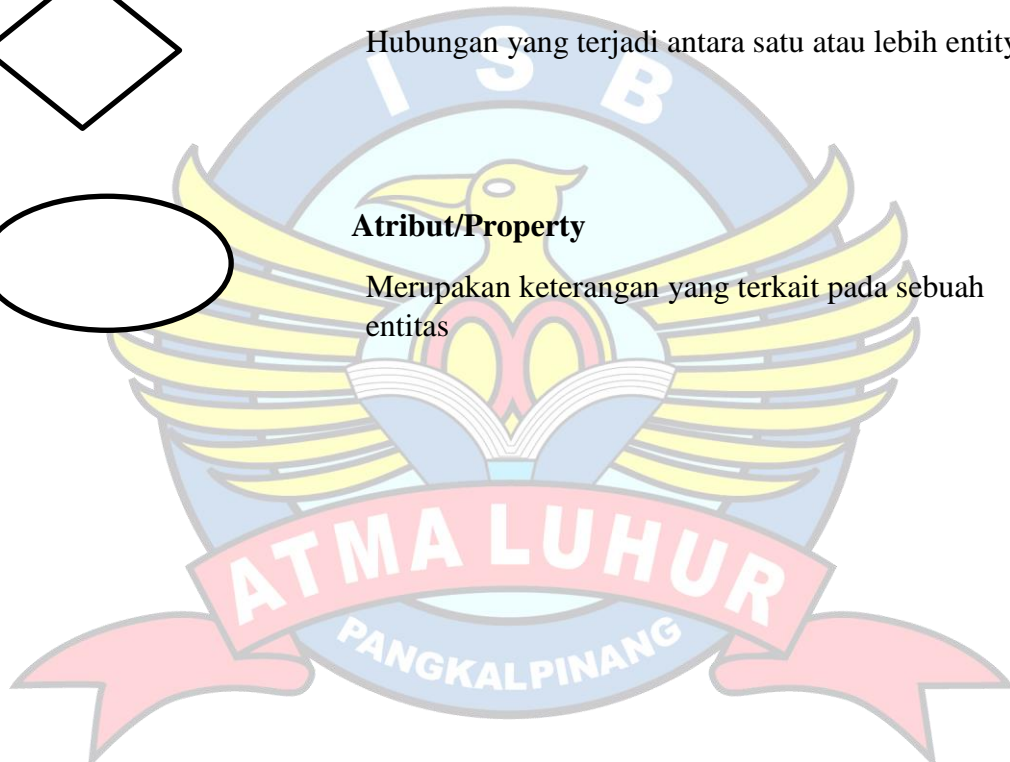 Hubungan yang terjadi antara satu atau lebih entity
I S B
Atribut/Property
Merupakan keterangan yang terkait pada sebuah
entitas
ATMA LUHUR
PANGKALPINANG